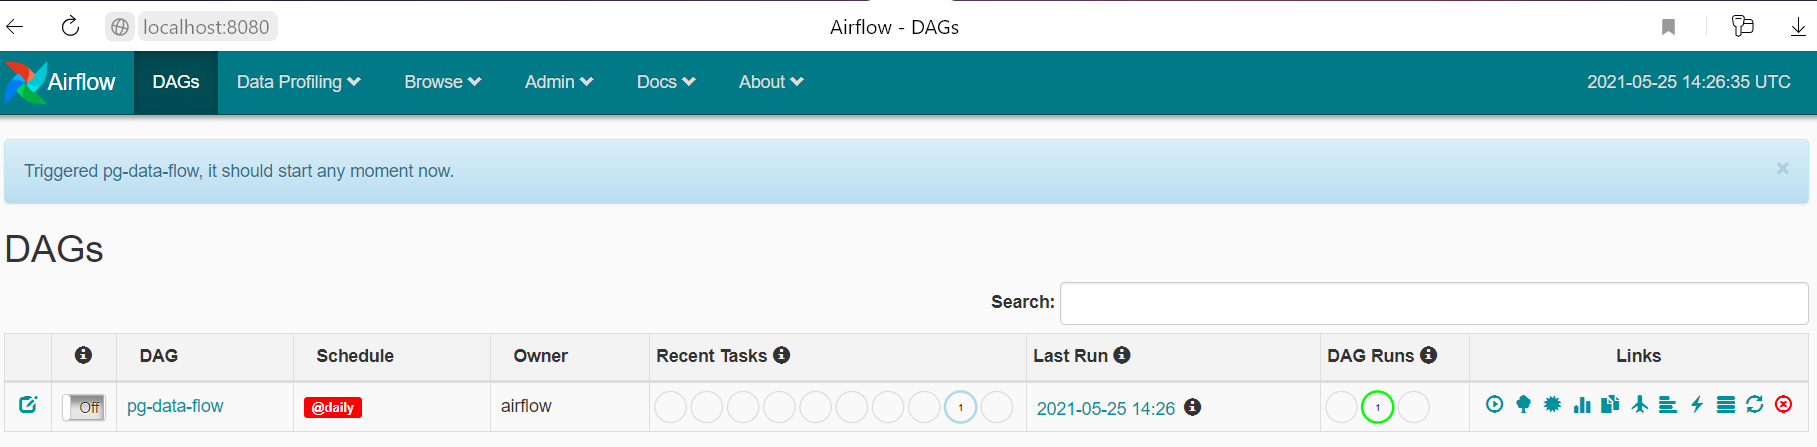 localhost:8080 Airflow - DAGs
Airflow DAGs Data Profiling Browse Admin Docs About 2021-05-25 14:26:35 UTC
Triggered pg-data-flow, it should start any moment now. ×
DAGs
Search:
DAG Schedule Owner Recent Tasks Last Run DAG Runs Links
Off pg-data-flow @daily airflow 1 2021-05-25 14:26 1